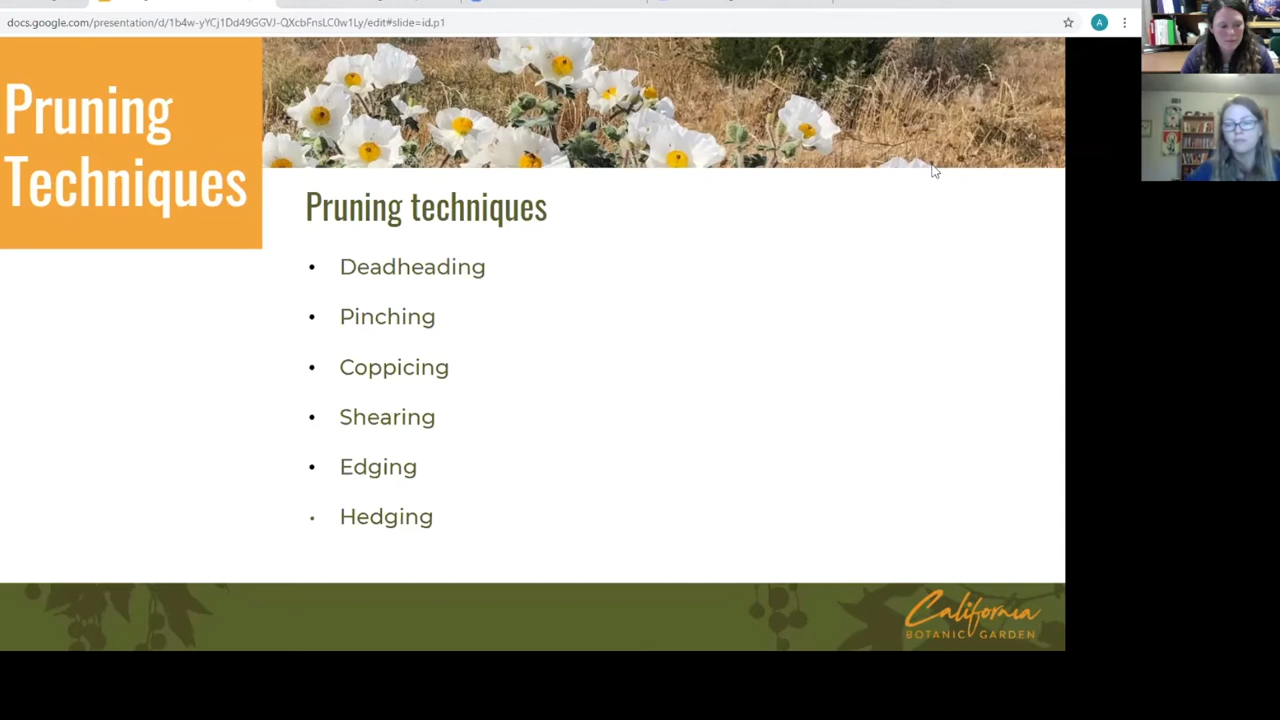 docs.google.com/presentation/d/1b4w-yYCj1Dd49GGVJ-QXcbFnsLC0w1Ly/edit#slide=id.p1
A
Pruning
Techniques
Pruning techniques
• Deadheading
• Pinching
• Coppicing
• Shearing
• Edging
• Hedging
California
BOTANIC GARDEN